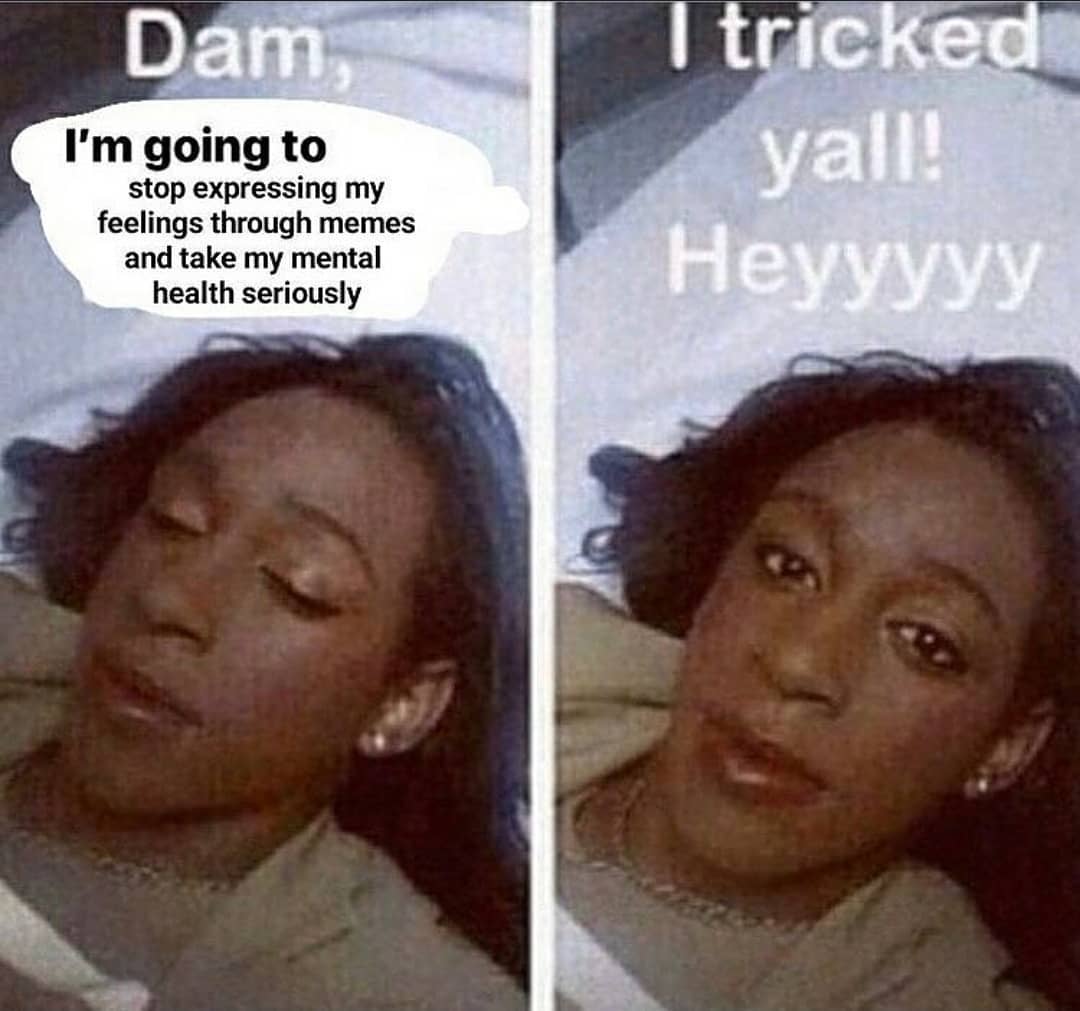 Dam,
I'm going to
stop expressing my
feelings through memes
and take my mental
health seriously
I tricked
yall!
Heyyyyy